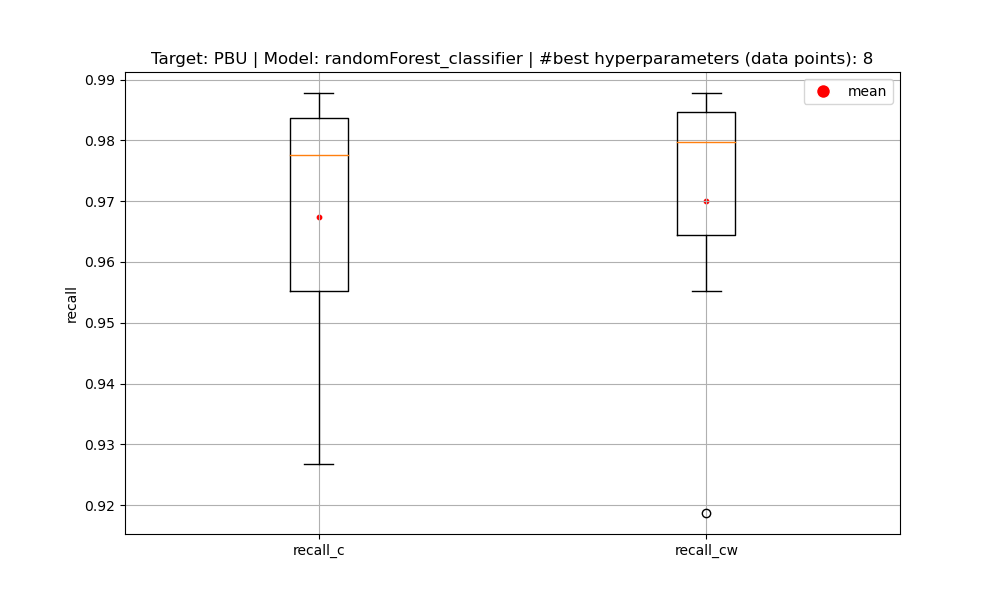 Target: PBU | Model: randomForest_classifier | #best hyperparameters (data points): 8
mean
0.99
0.98
0.97
0.96
0.95
0.94
0.93
0.92
recall
recall_c
recall_cw